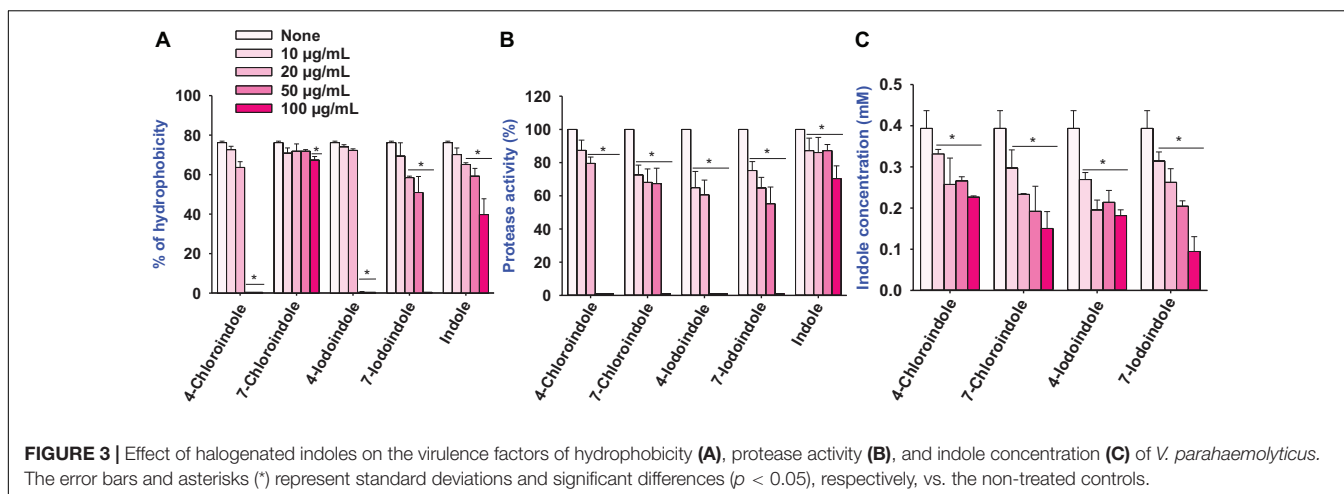 A
None
10 µg/mL
20 µg/mL
50 µg/mL
100 µg/mL
% of hydrophobicity
100
80
60
40
20
0
*
*
*
*
*
4-Chloroindole
7-Chloroindole
4-Iodoindole
7-Iodoindole
Indole
B
Protease activity (%)
120
100
80
60
40
20
0
*
*
*
*
*
4-Chloroindole
7-Chloroindole
4-Iodoindole
7-Iodoindole
Indole
C
Indole concentration (mM)
0.5
0.4
0.3
0.2
0.1
0.0
*
*
*
*
4-Chloroindole
7-Chloroindole
4-Iodoindole
7-Iodoindole
FIGURE 3 | Effect of halogenated indoles on the virulence factors of hydrophobicity (A), protease activity (B), and indole concentration (C) of V. parahaemolyticus.
The error bars and asterisks (*) represent standard deviations and significant differences (p < 0.05), respectively, vs. the non-treated controls.